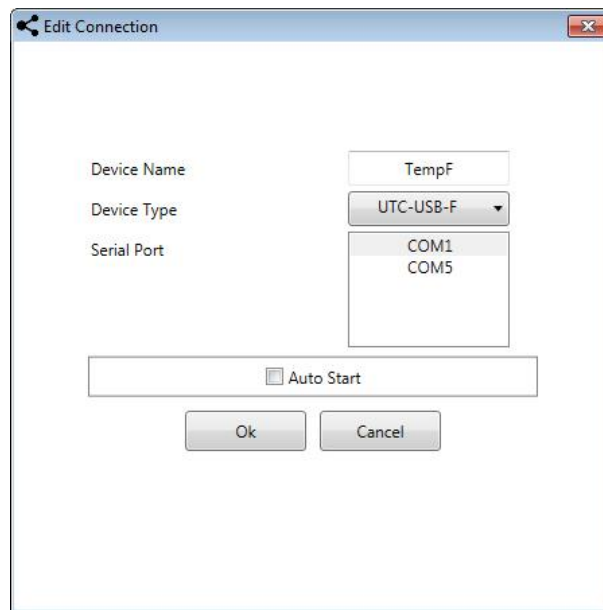 Edit Connection
Device Name TempF
Device Type UTC-USB-F
Serial Port COM1
COM5
Auto Start
Ok Cancel